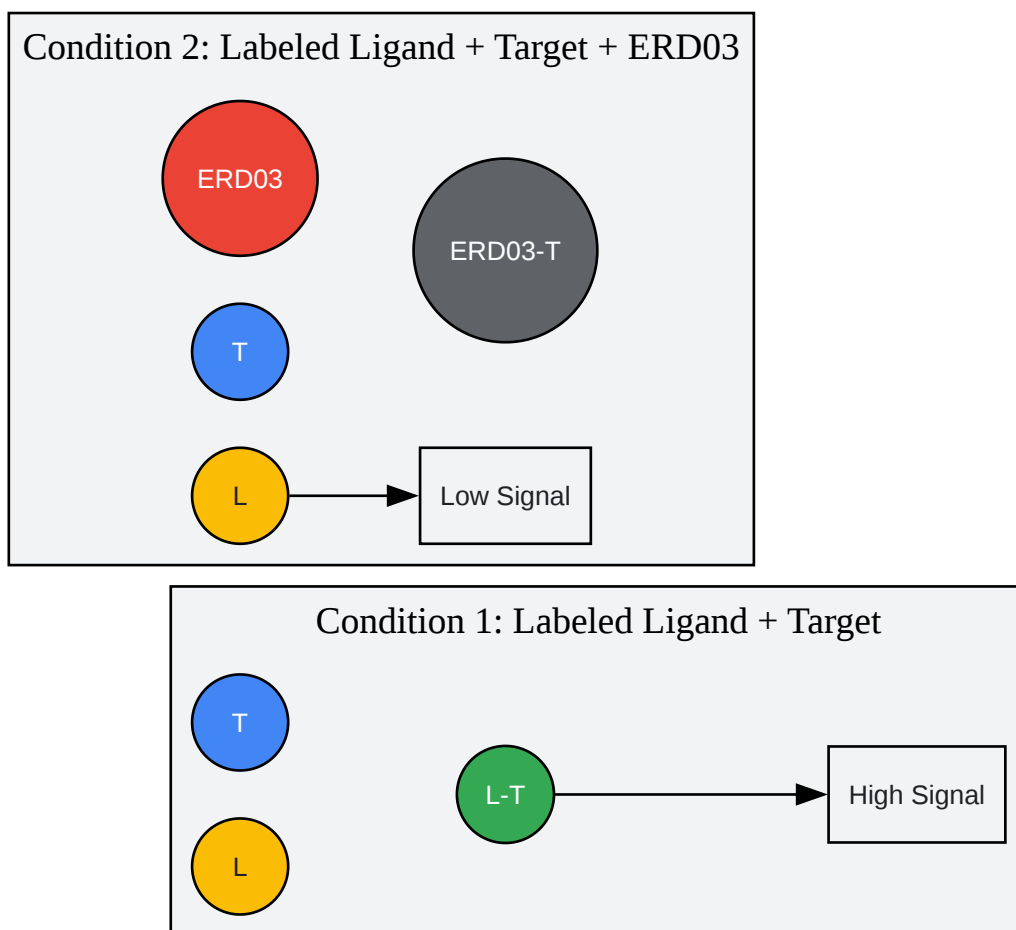 Condition 2: Labeled Ligand + Target + ERD03
ERD03
ERD03-T
T
L
Low Signal
Condition 1: Labeled Ligand + Target
T
L-T
High Signal
L